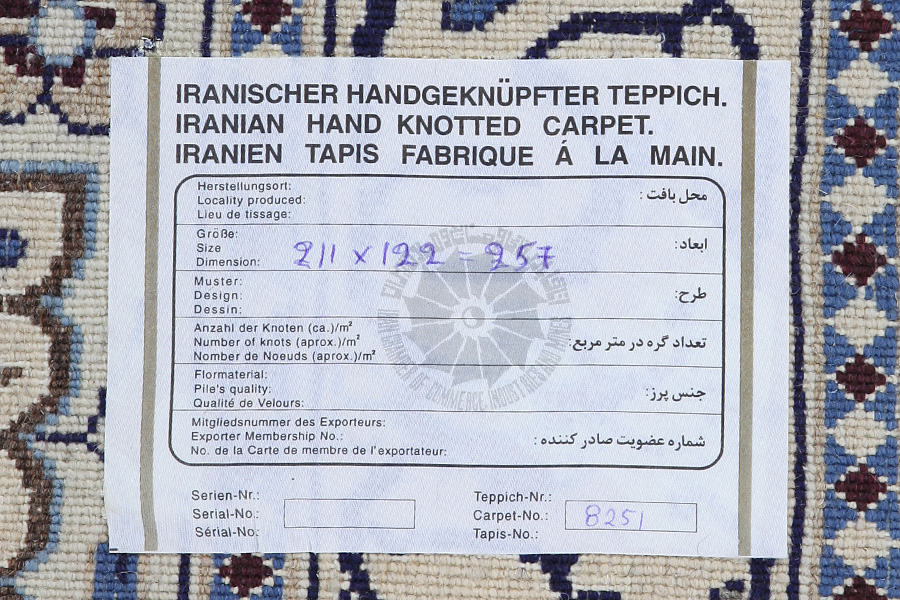 IRANISCHER HANDGEKNÜPFTER TEPPICH.
IRANIAN HAND KNOTTED CARPET.
IRANIEN TAPIS FABRIQUE Á LA MAIN.
Herstellungsort:
Locality produced:
Lieu de tissage:
محل بافت :
Größe:
Size
Dimension:
211 x 122 = 257
ابعاد:
Muster:
Design:
Dessin:
طرح:
Anzahl der Knoten (ca.)/m²
Number of knots (aprox.)/m²
Nomber de Noeuds (aprox.)/m²
تعداد گره در متر مربع:
Flormaterial:
Pile's quality:
Qualité de Velours:
جنس پرز:
Mitgliedsnummer des Exporteurs:
Exporter Membership No.:
No. de la Carte de membre de l'exportateur:
شماره عضویت صادر کننده :
Serien-Nr.:
Serial-No.:
Sérial-No.:
Teppich-Nr.:
Carpet-No.:
Tapis-No.:
8251